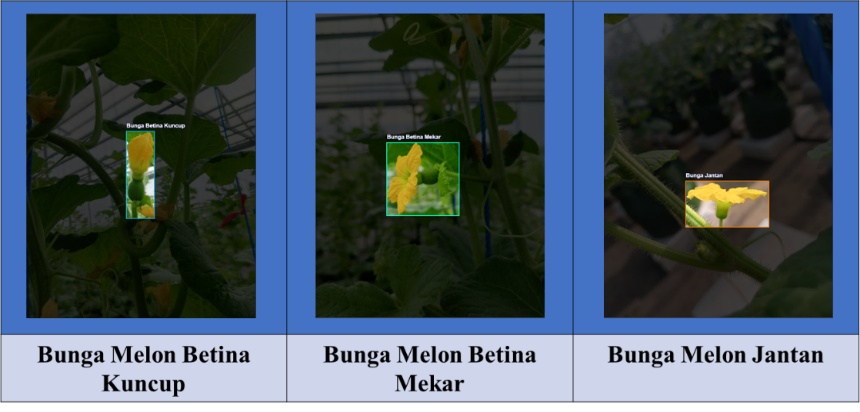 Bunga Betina Kuncup
Bunga Betina Mekar
Bunga Jantan
Bunga Melon Betina
Kuncup
Bunga Melon Betina
Mekar
Bunga Melon Jantan